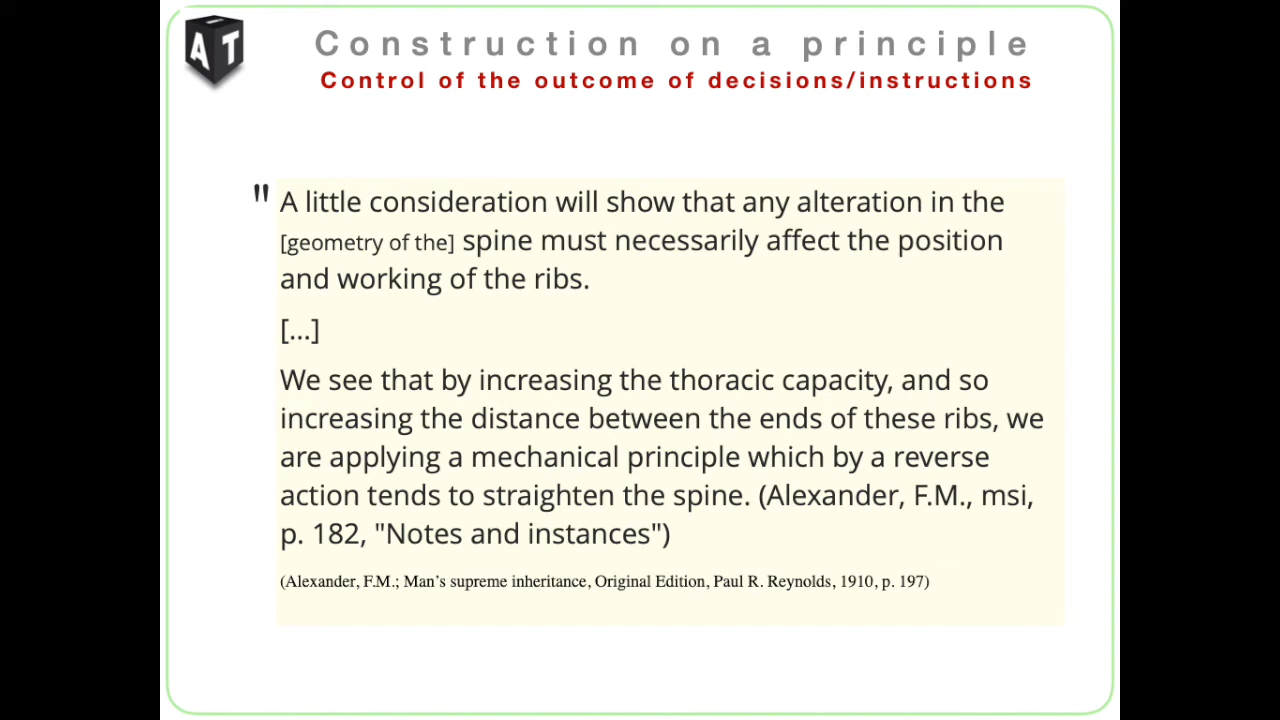 AT
Construction on a principle
Control of the outcome of decisions/instructions
" A little consideration will show that any alteration in the
[geometry of the] spine must necessarily affect the position
and working of the ribs.
[...]
We see that by increasing the thoracic capacity, and so
increasing the distance between the ends of these ribs, we
are applying a mechanical principle which by a reverse
action tends to straighten the spine. (Alexander, F.M., msi,
p. 182, "Notes and instances")
(Alexander, F.M.; Man’s supreme inheritance, Original Edition, Paul R. Reynolds, 1910, p. 197)